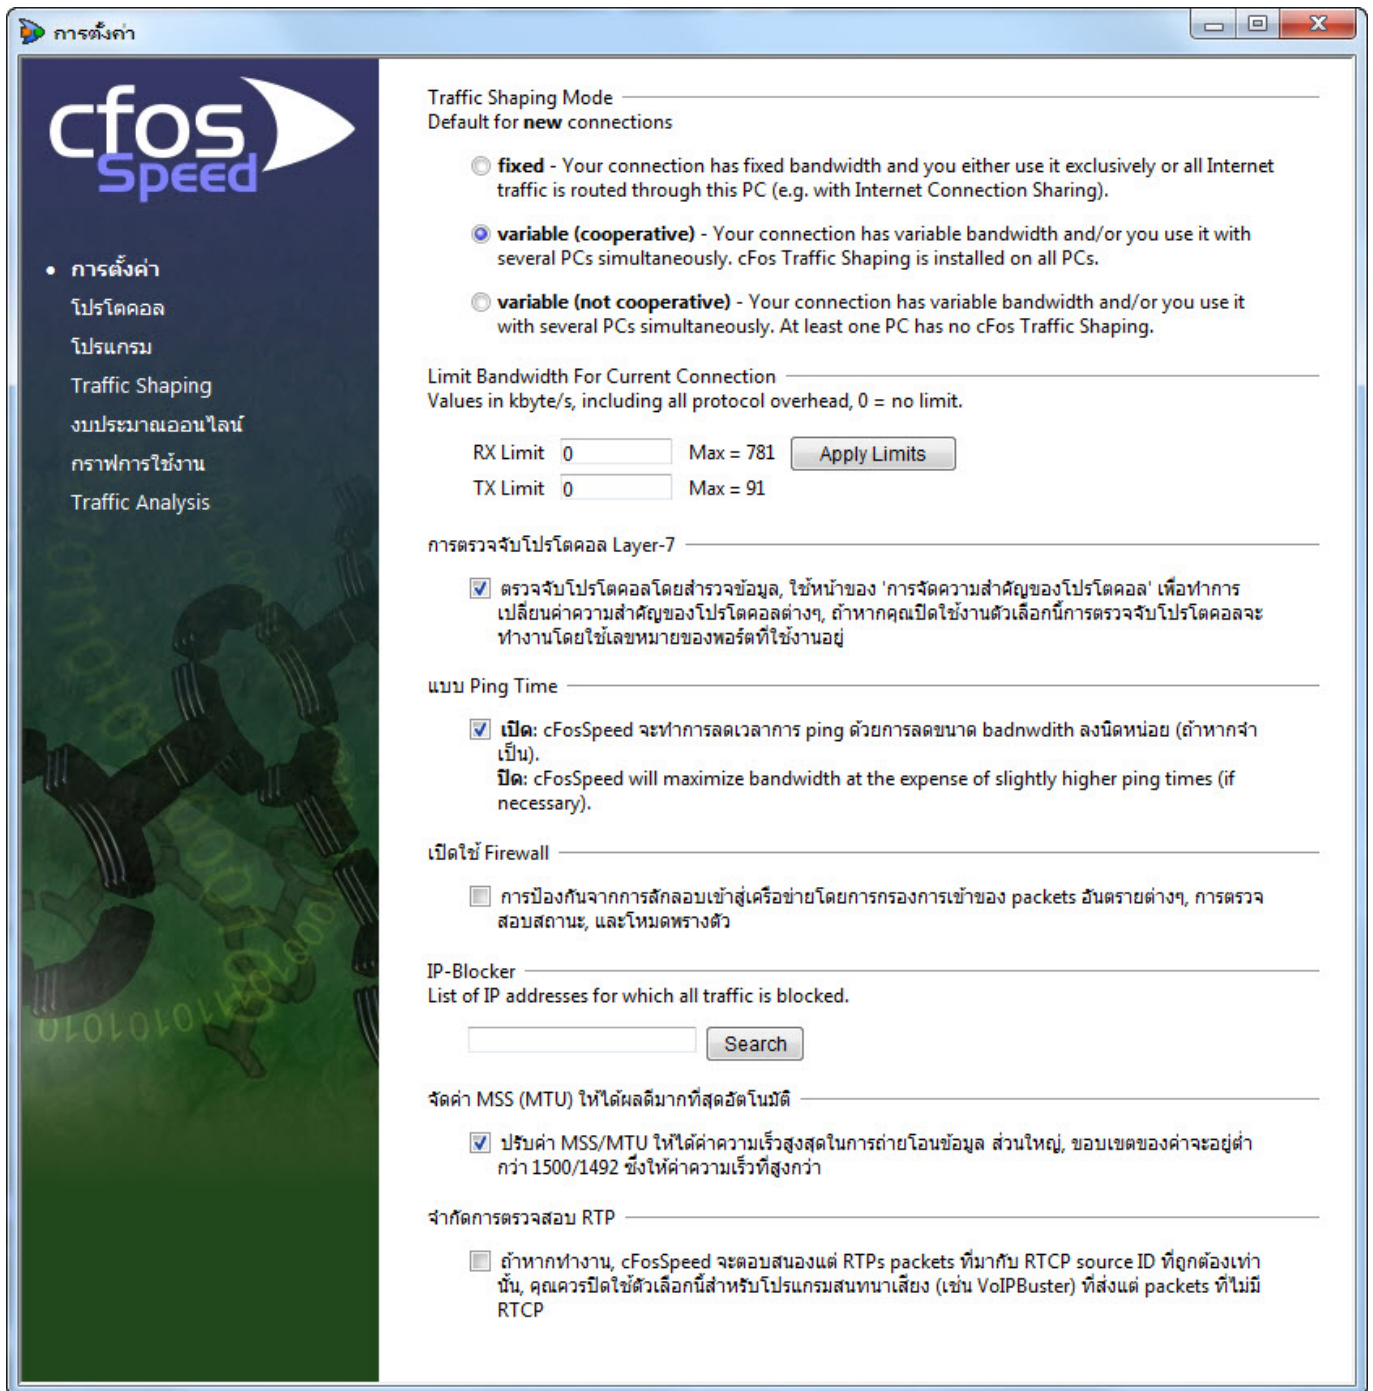 การตั้งค่า
cfos
Speed
• การตั้งค่า
โปรโตคอล
โปรแกรม
Traffic Shaping
งบประมาณออนไลน์
กราฟการใช้งาน
Traffic Analysis
Traffic Shaping Mode
Default for new connections
fixed - Your connection has fixed bandwidth and you either use it exclusively or all Internet
traffic is routed through this PC (e.g. with Internet Connection Sharing).
variable (cooperative) - Your connection has variable bandwidth and/or you use it with
several PCs simultaneously. cFos Traffic Shaping is installed on all PCs.
variable (not cooperative) - Your connection has variable bandwidth and/or you use it
with several PCs simultaneously. At least one PC has no cFos Traffic Shaping.
Limit Bandwidth For Current Connection
Values in kbyte/s, including all protocol overhead, 0 = no limit.
RX Limit 0 Max = 781 Apply Limits
TX Limit 0 Max = 91
การตรวจจับโปรโตคอล Layer-7
ตรวจจับโปรโตคอลโดยสำรวจข้อมูล, ใช้หน้าของ 'การจัดความสำคัญของโปรโตคอล' เพื่อทำการ
เปลี่ยนค่าความสำคัญของโปรโตคอลต่างๆ, ถ้าหากคุณปิดใช้งานตัวเลือกนี้การตรวจจับโปรโตคอลจะ
ทำงานโดยใช้เลขหมายของพอร์ตที่ใช้งานอยู่
แบบ Ping Time
เปิด: cFosSpeed จะทำการลดเวลาการ ping ด้วยการลดขนาด badnwdith ลงนิดหน่อย (ถ้าหากจำ
เป็น).
ปิด: cFosSpeed will maximize bandwidth at the expense of slightly higher ping times (if
necessary).
เปิดใช้ Firewall
การป้องกันจากการลักลอบเข้าสู่เครือข่ายโดยการกรองการเข้าของ packets อันตรายต่างๆ, การตรวจ
สอบสถานะ, และโหมดพรางตัว
IP-Blocker
List of IP addresses for which all traffic is blocked.
Search
จัดค่า MSS (MTU) ให้ได้ผลดีมากที่สุดอัตโนมัติ
ปรับค่า MSS/MTU ให้ได้ค่าความเร็วสูงสุดในการถ่ายโอนข้อมูล ส่วนใหญ่, ขอบเขตของค่าจะอยู่ต่ำ
กว่า 1500/1492 ซึ่งให้ค่าความเร็วที่สูงกว่า
จำกัดการตรวจสอบ RTP
ถ้าหากทำงาน, cFosSpeed จะตอบสนองแต่ RTPs packets ที่มากับ RTCP source ID ที่ถูกต้องเท่า
นั้น, คุณควรปิดใช้ตัวเลือกนี้สำหรับโปรแกรมสนทนาเสียง (เช่น VoIPBuster) ที่ส่งแต่ packets ที่ไม่มี
RTCP